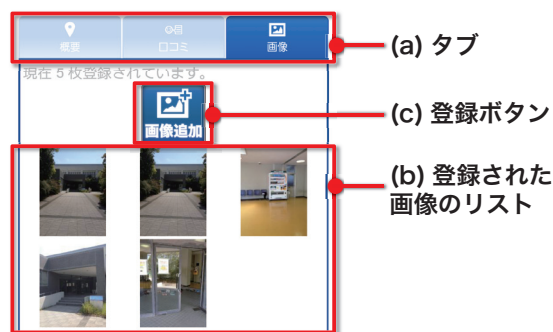 概要
口コミ
画像
(a) タブ
現在 5 枚登録されています。
画像追加
(c) 登録ボタン
(b) 登録された
画像のリスト